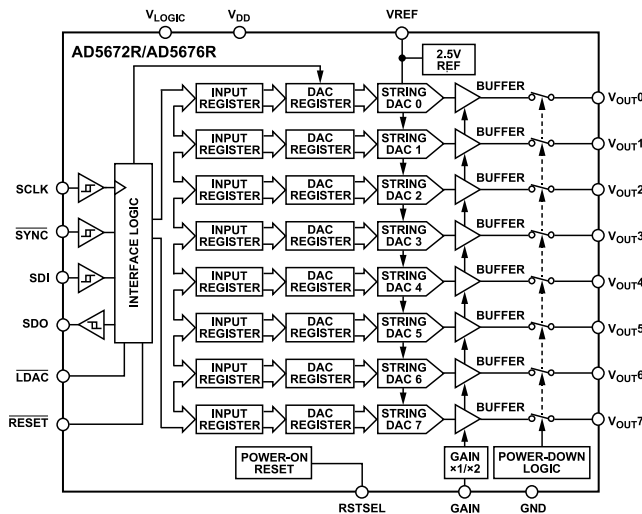 VLOGIC
VDD
VREF
AD5672R/AD5676R
2.5V
REF
INPUT
REGISTER
DAC
REGISTER
STRING
DAC 0
BUFFER
VOUT0
INPUT
REGISTER
DAC
REGISTER
STRING
DAC 1
BUFFER
VOUT1
INPUT
REGISTER
DAC
REGISTER
STRING
DAC 2
BUFFER
VOUT2
INPUT
REGISTER
DAC
REGISTER
STRING
DAC 3
BUFFER
VOUT3
INPUT
REGISTER
DAC
REGISTER
STRING
DAC 4
BUFFER
VOUT4
INPUT
REGISTER
DAC
REGISTER
STRING
DAC 5
BUFFER
VOUT5
INPUT
REGISTER
DAC
REGISTER
STRING
DAC 6
BUFFER
VOUT6
INPUT
REGISTER
DAC
REGISTER
STRING
DAC 7
BUFFER
VOUT7
SCLK
SYNC
SDI
SDO
LDAC
RESET
INTERFACE LOGIC
POWER-ON
RESET
GAIN
×1/×2
POWER-DOWN
LOGIC
RSTSEL
GAIN
GND